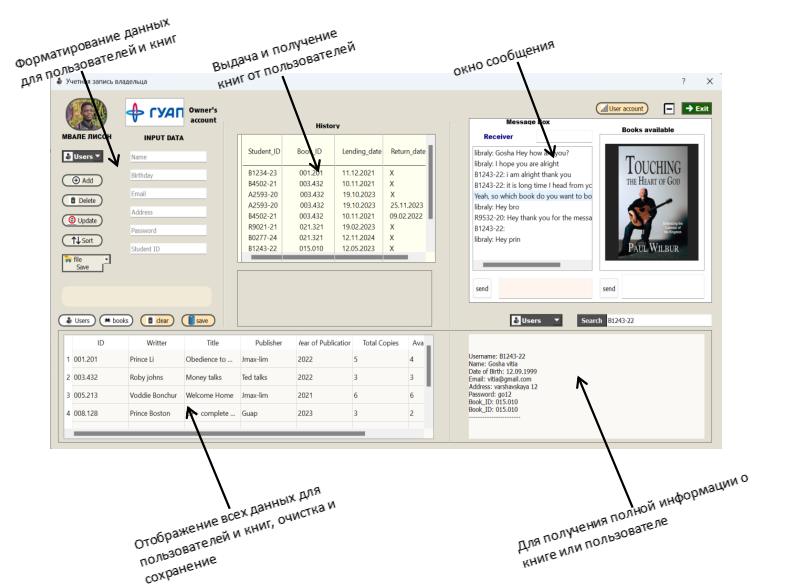 Форматирование данных
для пользователей и книг
Выдача и получение
книг от пользователей
окно сообщения
Учетная запись владельца
?
X
ГУАП
Owner's
account
МВАЛЕ ЛИСОН
INPUT DATA
Users
Add
Delete
Update
Sort
file
Save
Name
Birthday
Email
Address
Password
Student ID
Users
books
clear
save
History
Student_ID Book_ID Lending_date Return_date
B1234-23 001.201 11.12.2021 X
B4502-21 003.432 10.11.2021 X
A2593-20 003.432 19.10.2023 X
A2593-20 003.432 19.10.2023 25.11.2023
B4502-21 003.432 10.11.2021 09.02.2022
R9021-21 021.321 19.02.2023 X
B0277-24 021.321 12.11.2024 X
B1243-22 015.010 12.05.2023 X
User account
Exit
Message Box
Receiver
libraly: Gosha Hey how are you?
libraly: I hope you are alright
B1243-22: i am alright thank you
B1243-22: it is long time I head from yc
Yeah, so which book do you want to bo
libraly: Hey bro
R9532-20: Hey thank you for the messa
B1243-22:
libraly: Hey prin
send
Books available
TOUCHING
THE HEART OF GOD
PAUL WILBUR
send
Users
Search
B1243-22
ID Writter Title Publisher /ear of Publicatior Total Copies Ava
1 001.201 Prince Li Obedience to ... Jmax-lim 2022 5 4
2 003.432 Roby johns Money talks Ted talks 2022 3 3
3 005.213 Voddie Bonchur Welcome Home Jmax-lim 2021 6 6
4 008.128 Prince Boston complete ... Guap 2023 3 2
Username: B1243-22
Name: Gosha vitia
Date of Birth: 12.09.1999
Email: vitia@gmail.com
Address: varshavskaya 12
Password: go12
Book_ID: 015.010
Book_ID: 015.010
--------------------
Отображение всех данных для
пользователей и книг, очистка и
сохранение
Для получения полной информации о
книге или пользователе